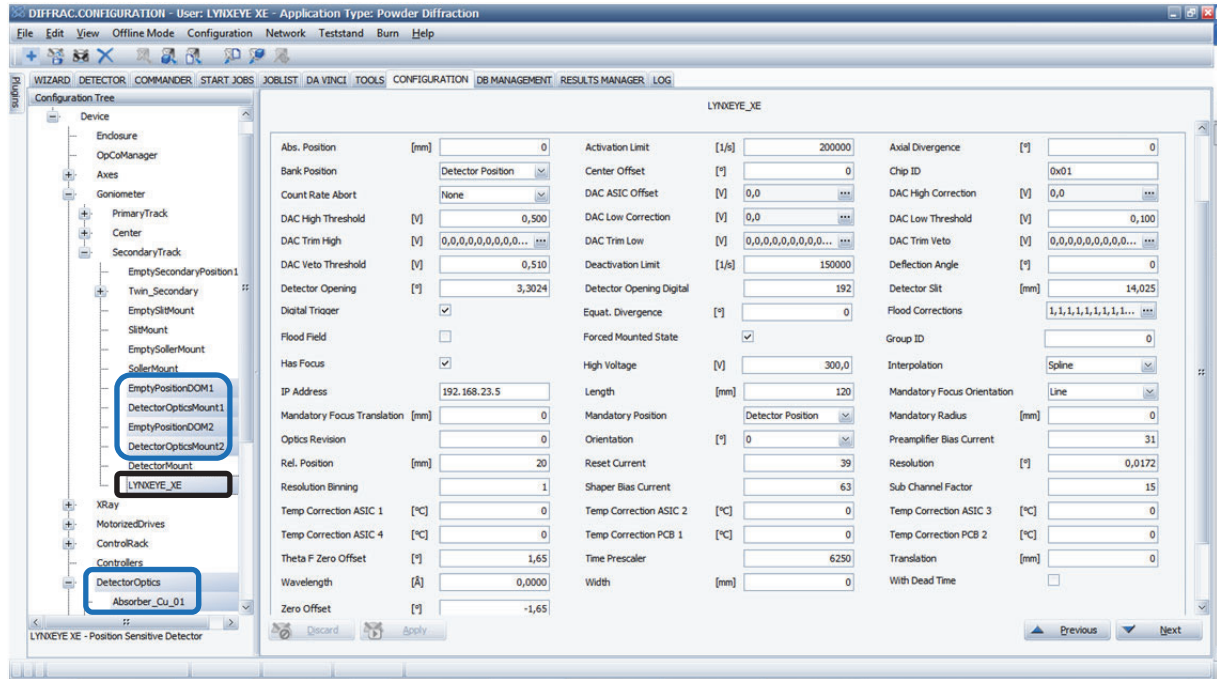 DIFFRAC.CONFIGURATION - User: LYNXEYE XE - Application Type: Powder Diffraction
File Edit View Offline Mode Configuration Network Teststand Burn Help
WIZARD DETECTOR COMMANDER START JOBS JOBLIST DA VINCI TOOLS CONFIGURATION DB MANAGEMENT RESULTS MANAGER LOG
Plugins
Configuration Tree
Device
Enclosure
OpCoManager
Axes
Goniometer
PrimaryTrack
Center
SecondaryTrack
EmptySecondaryPosition1
Twin_Secondary
EmptySlitMount
SlitMount
EmptySollerMount
SollerMount
EmptyPositionDOM1
DetectorOpticsMount1
EmptyPositionDOM2
DetectorOpticsMount2
DetectorMount
LYNXEYE_XE
XRay
MotorizedDrives
ControlRack
Controllers
DetectorOptics
Absorber_Cu_01
LYNXEYE XE - Position Sensitive Detector
LYNXEYE_XE
Abs. Position [mm] 0 Activation Limit [1/s] 200000 Axial Divergence [°] 0
Bank Position Detector Position Center Offset [°] 0 Chip ID 0x01
Count Rate Abort None DAC ASIC Offset [V] 0,0 ... DAC High Correction [V] 0,0 ...
DAC High Threshold [V] 0,500 DAC Low Correction [V] 0,0 ... DAC Low Threshold [V] 0,100
DAC Trim High [V] 0,0,0,0,0,0,0,0... ... DAC Trim Low [V] 0,0,0,0,0,0,0,0... ... DAC Trim Veto [V] 0,0,0,0,0,0,0,0... ...
DAC Veto Threshold [V] 0,510 Deactivation Limit [1/s] 150000 Deflection Angle [°] 0
Detector Opening [°] 3,3024 Detector Opening Digital 192 Detector Slit [mm] 14,025
Digital Trigger Equat. Divergence [°] 0 Flood Corrections 1,1,1,1,1,1,1,1,1... ...
Flood Field Forced Mounted State Group ID 0
Has Focus High Voltage [V] 300,0 Interpolation Spline
IP Address 192.168.23.5 Length [mm] 120 Mandatory Focus Orientation Line
Mandatory Focus Translation [mm] 0 Mandatory Position Detector Position Mandatory Radius [mm] 0
Optics Revision 0 Orientation [°] 0 Preamplifier Bias Current 31
Rel. Position [mm] 20 Reset Current 39 Resolution [°] 0,0172
Resolution Binning 1 Shaper Bias Current 63 Sub Channel Factor 15
Temp Correction ASIC 1 [°C] 0 Temp Correction ASIC 2 [°C] 0 Temp Correction ASIC 3 [°C] 0
Temp Correction ASIC 4 [°C] 0 Temp Correction PCB 1 [°C] 0 Temp Correction PCB 2 [°C] 0
Theta F Zero Offset [°] 1,65 Time Prescaler 6250 Translation [mm] 0
Wavelength [Å] 0,0000 Width [mm] 0 With Dead Time
Zero Offset [°] -1,65
Discard Apply Previous Next